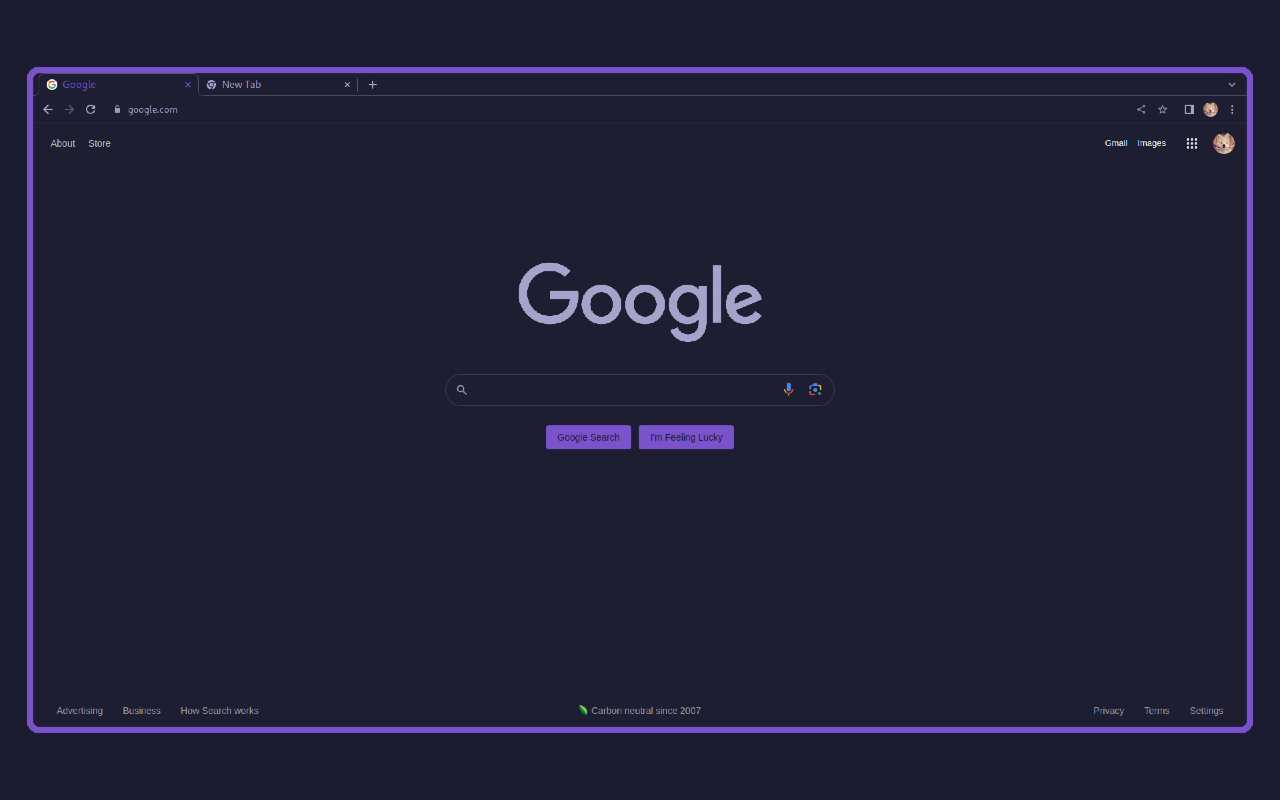 Google
New Tab
google.com
About Store
Gmail Images
Google
Google Search I'm Feeling Lucky
Advertising Business How Search works
Carbon neutral since 2007
Privacy Terms Settings